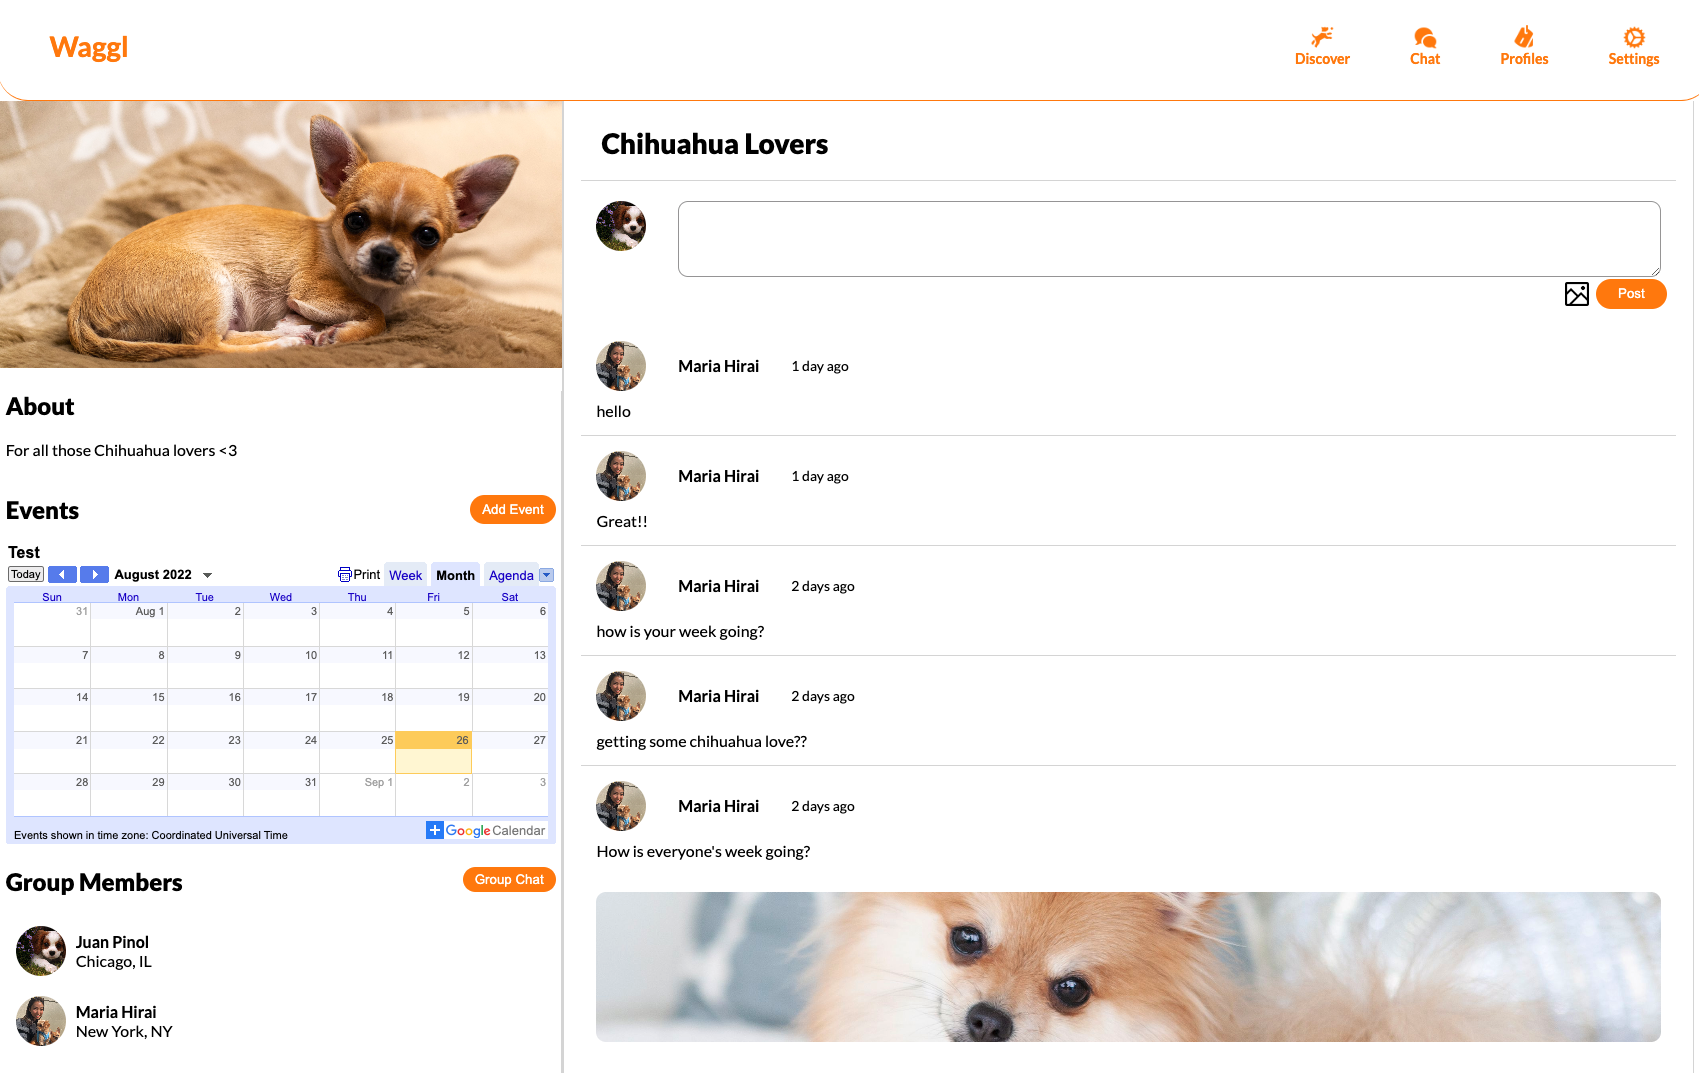 Waggl
Discover
Chat
Profiles
Settings
About
For all those Chihuahua lovers <3
Events
Add Event
Test
Today
August 2022
Print
Week
Month
Agenda
Sun Mon Tue Wed Thu Fri Sat
31 Aug 1 2 3 4 5 6
7 8 9 10 11 12 13
14 15 16 17 18 19 20
21 22 23 24 25 26 27
28 29 30 31 Sep 1 2 3
Events shown in time zone: Coordinated Universal Time
Google Calendar
Group Members
Group Chat
Juan Pinol
Chicago, IL
Maria Hirai
New York, NY
Chihuahua Lovers
Post
Maria Hirai 1 day ago
hello
Maria Hirai 1 day ago
Great!!
Maria Hirai 2 days ago
how is your week going?
Maria Hirai 2 days ago
getting some chihuahua love??
Maria Hirai 2 days ago
How is everyone's week going?